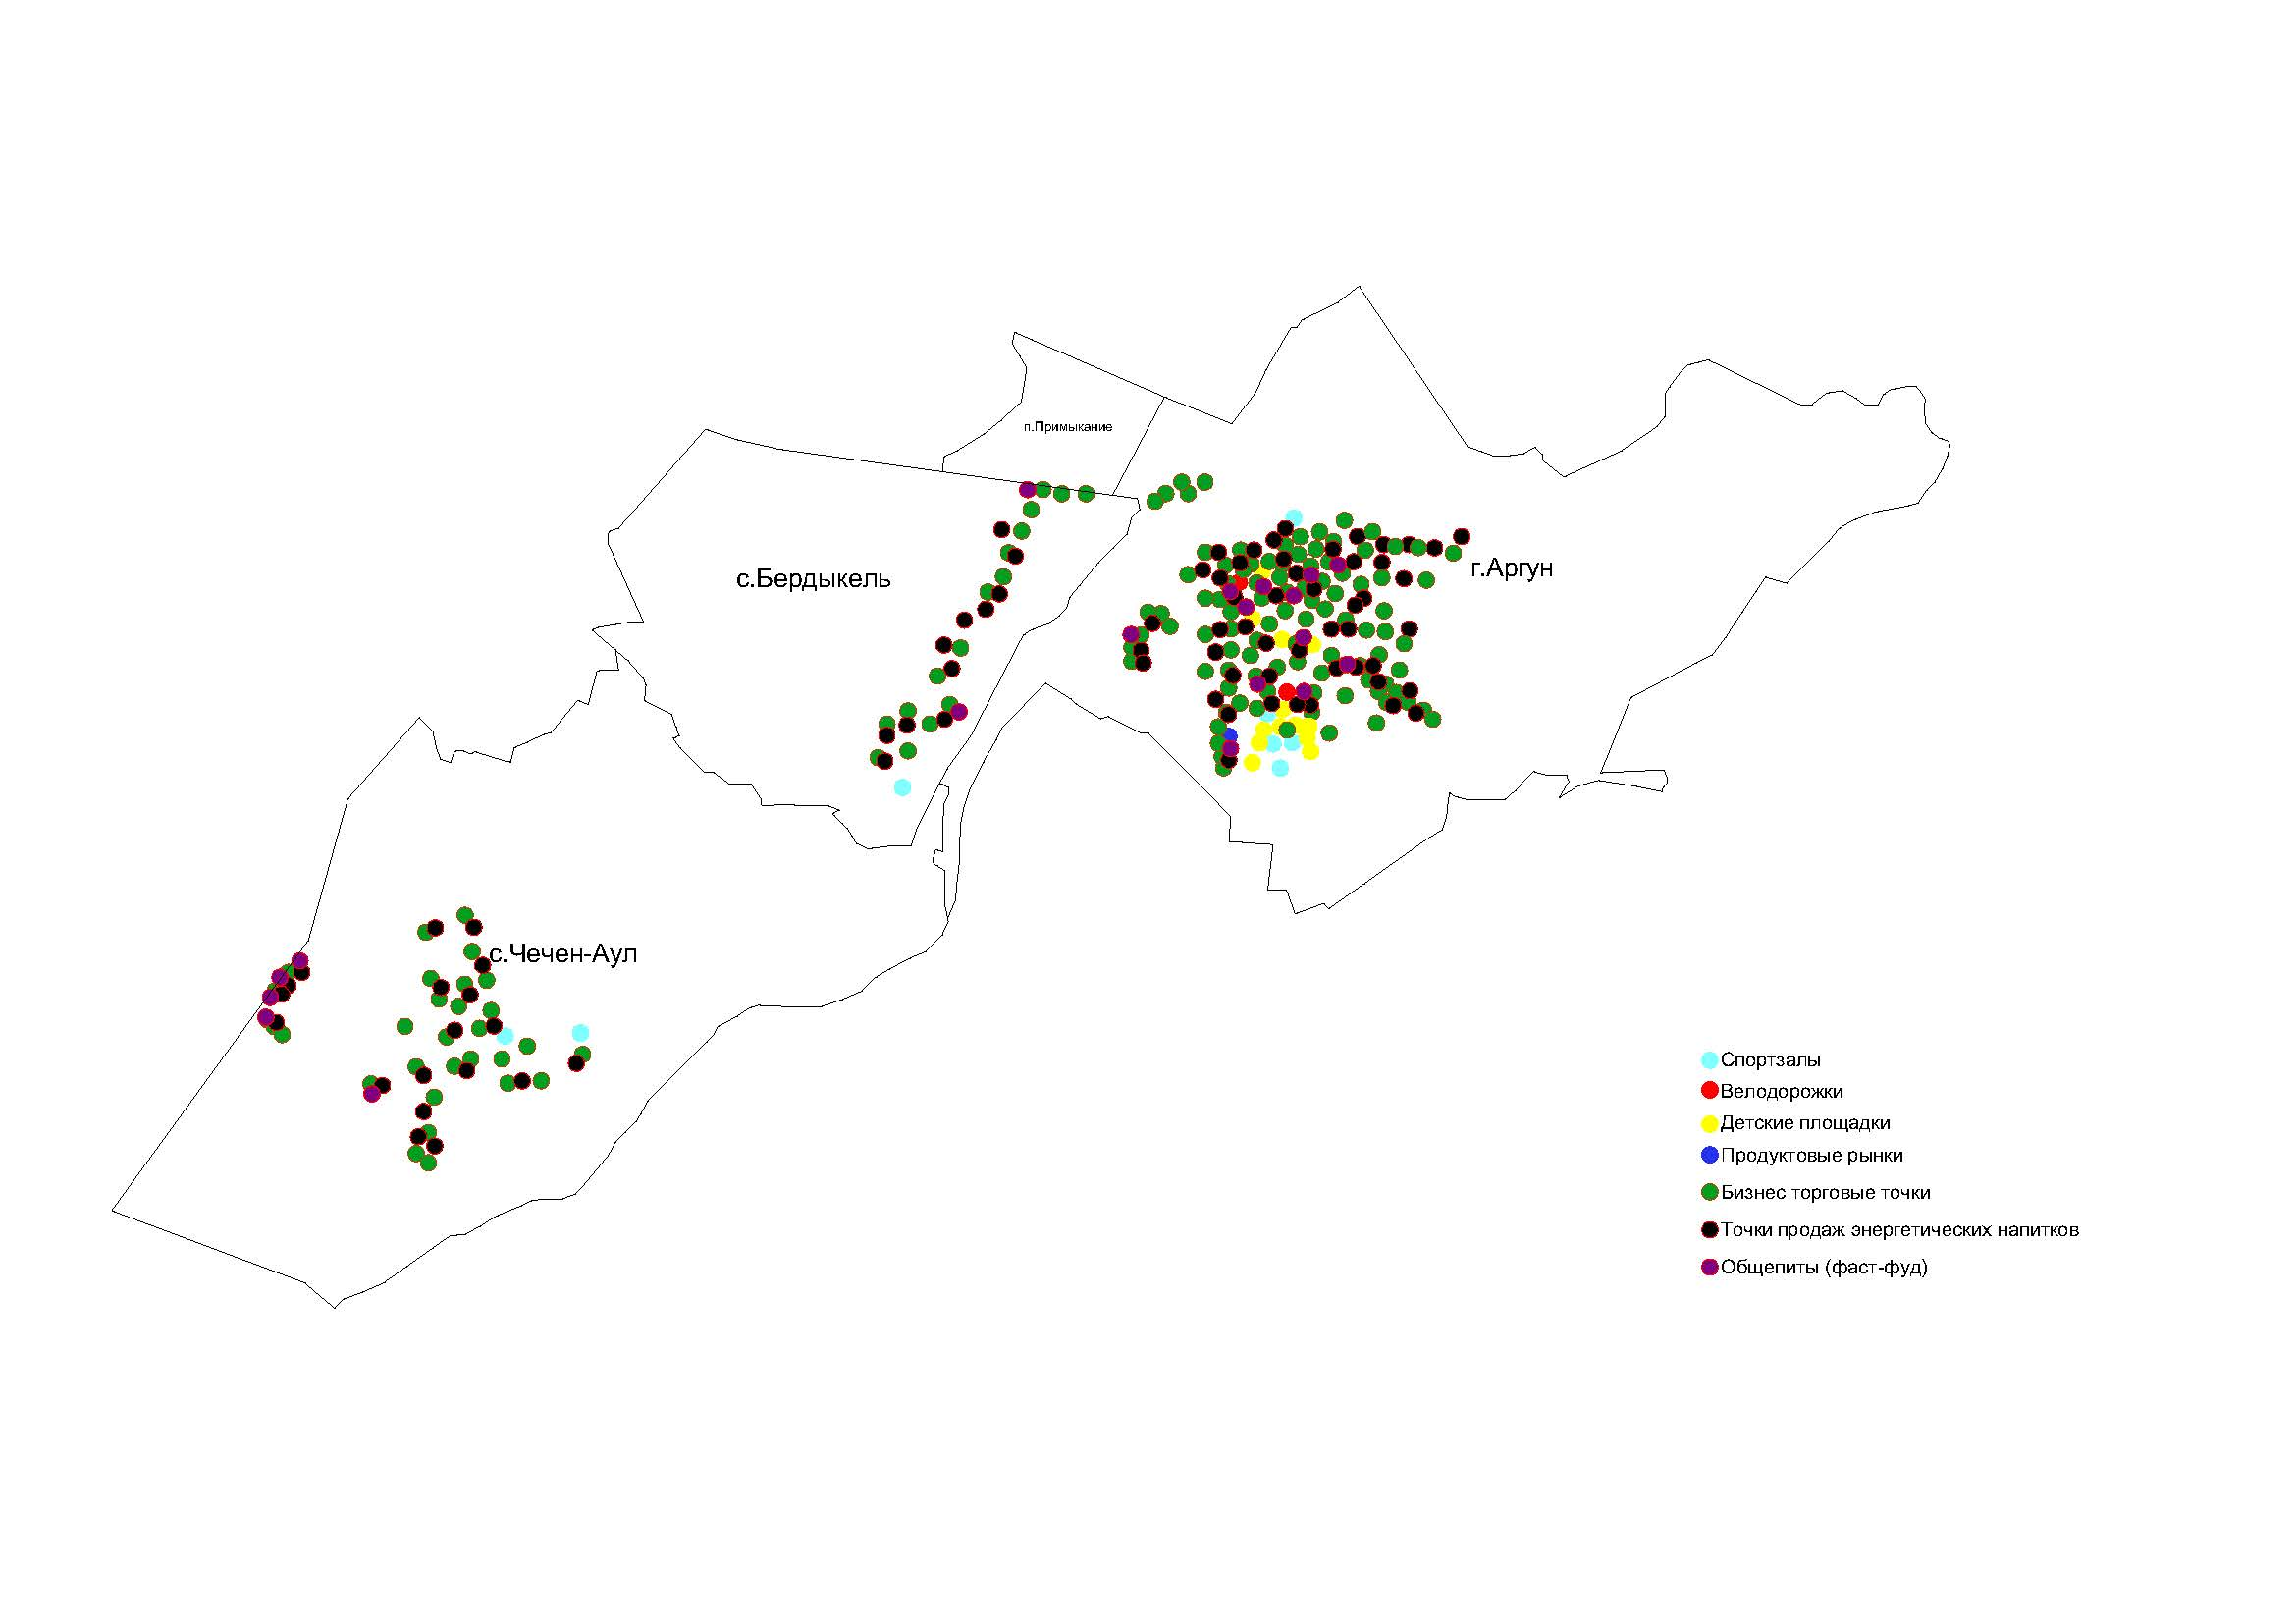 п.Примыкание
г.Аргун
с.Бердыкель
с.Чечен-Аул
Спортзалы
Велодорожки
Детские площадки
Продуктовые рынки
Бизнес торговые точки
Точки продаж энергетических напитков
Общепиты (фаст-фуд)